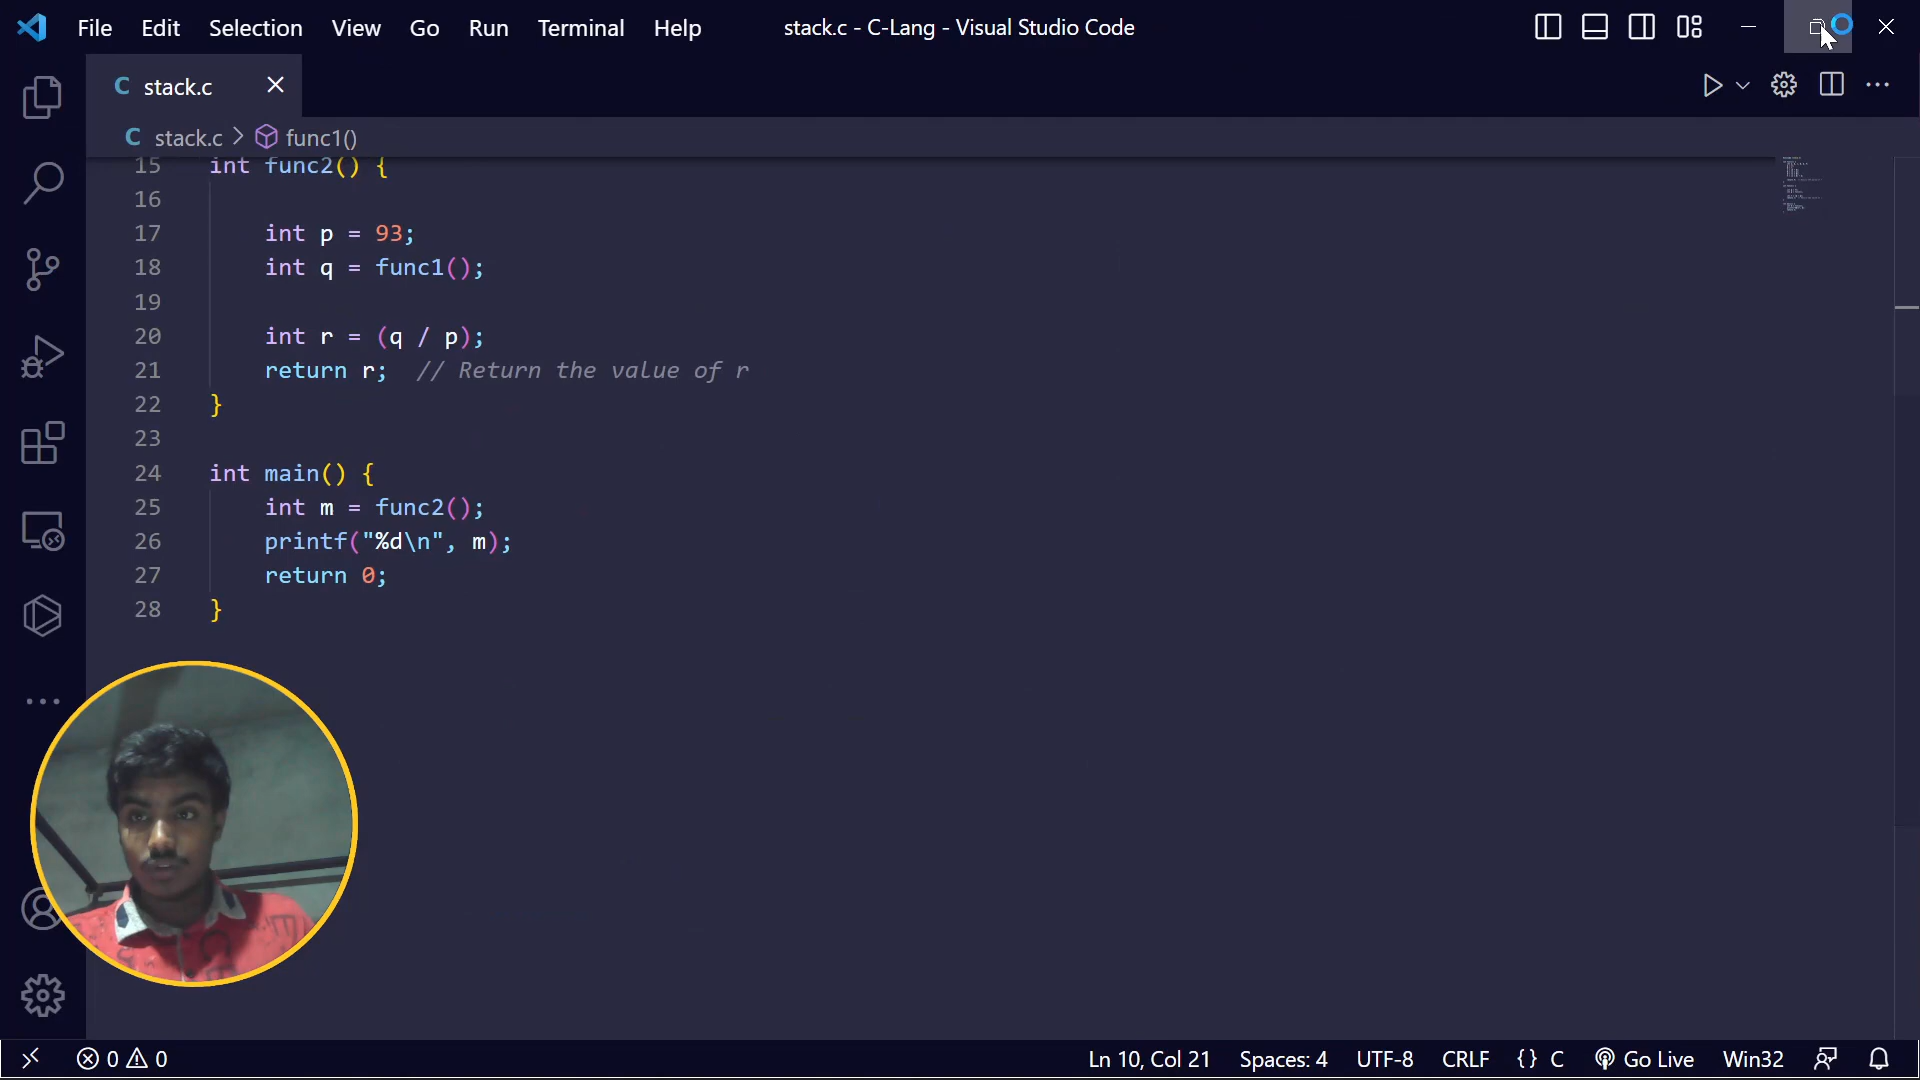 File Edit Selection View Go Run Terminal Help stack.c - C-Lang - Visual Studio Code
C stack.c
C stack.c > func1()
15 int func2() {
16
17 int p = 93;
18 int q = func1();
19
20 int r = (q / p);
21 return r; // Return the value of r
22 }
23
24 int main() {
25 int m = func2();
26 printf("%d\n", m);
27 return 0;
28 }
0 0 Ln 10, Col 21 Spaces: 4 UTF-8 CRLF {} C Go Live Win32